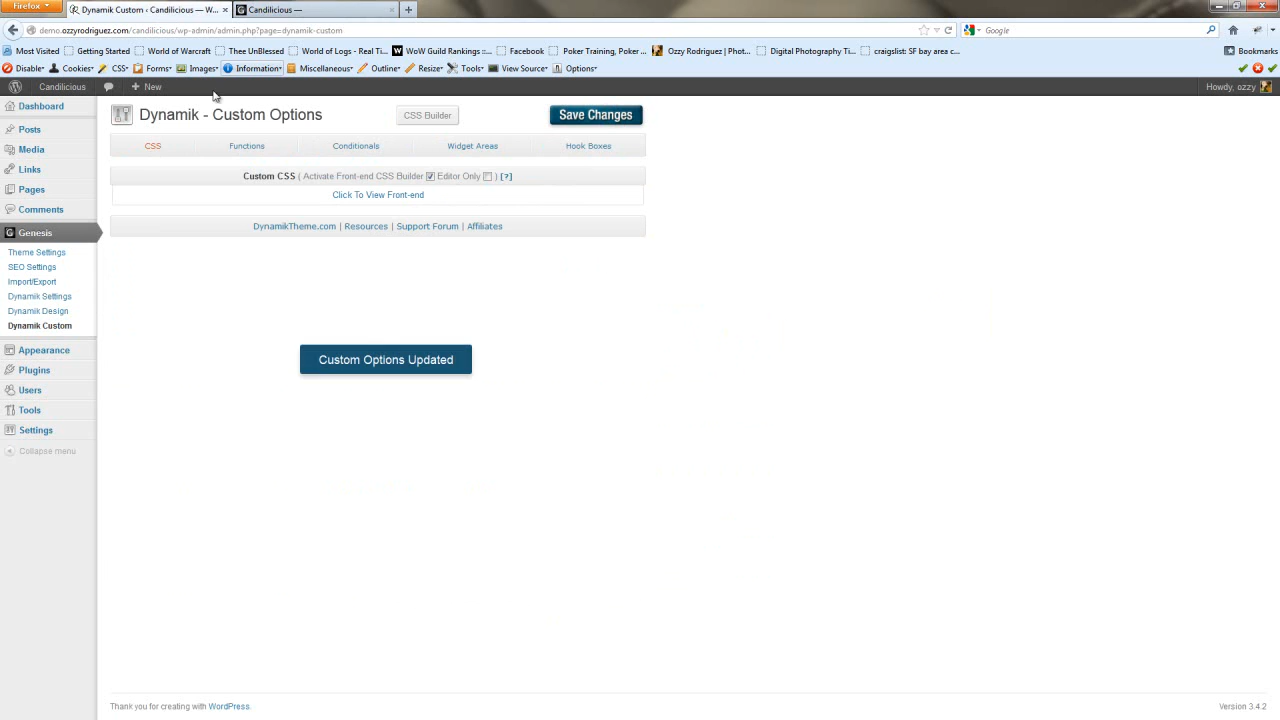 Firefox
Dynamik Custom ‹ Candilicious — W...
Candilicious —
demo.ozzyrodriguez.com/candilicious/wp-admin/admin.php?page=dynamik-custom
Google
Most Visited Getting Started World of Warcraft Thee UnBlessed World of Logs - Real Ti... WoW Guild Rankings ::... Facebook Poker Training, Poker ... Ozzy Rodriguez | Phot... Digital Photography Ti... craigslist: SF bay area c... Bookmarks
Disable Cookies CSS Forms Images Information Miscellaneous Outline Resize Tools View Source Options
Candilicious New Howdy, ozzy
Dashboard
Posts
Media
Links
Pages
Comments
Genesis
Theme Settings
SEO Settings
Import/Export
Dynamik Settings
Dynamik Design
Dynamik Custom
Appearance
Plugins
Users
Tools
Settings
Collapse menu
Dynamik - Custom Options CSS Builder Save Changes
CSS Functions Conditionals Widget Areas Hook Boxes
Custom CSS ( Activate Front-end CSS Builder Editor Only ) [?]
Click To View Front-end
DynamikTheme.com | Resources | Support Forum | Affiliates
Custom Options Updated
Thank you for creating with WordPress Version 3.4.2